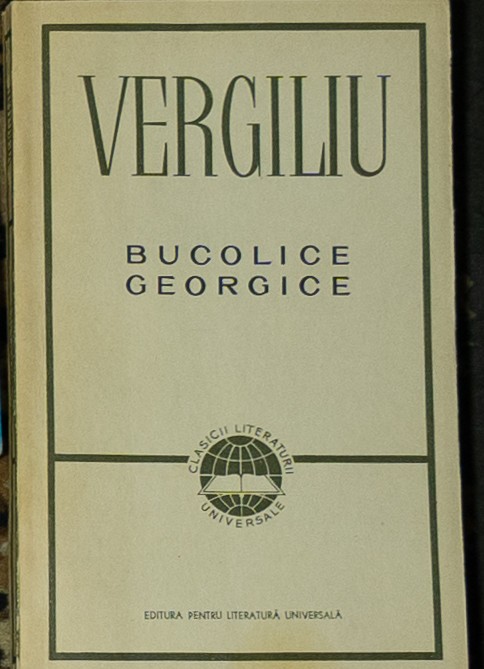 VERGILIU
BUCOLICE
GEORGICE
CLASICII LITERATURII
UNIVERSALE
EDITURA PENTRU LITERATURĂ UNIVERSALĂ